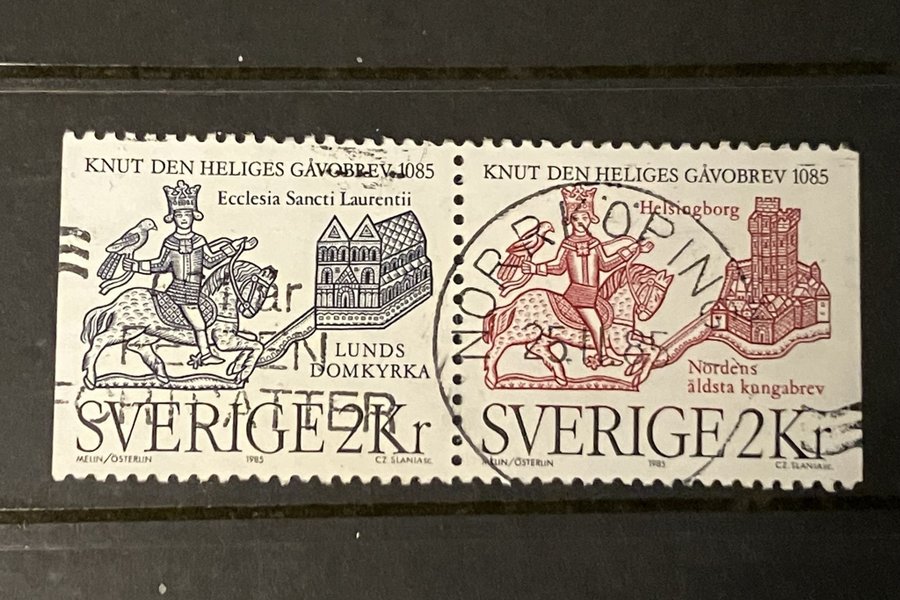 KNUT DEN HELIGES GÅVOBREV 1085
Ecclesia Sancti Laurentii
LUNDS
DOMKYRKA
SVERIGE 2Kr
MELIN/ÖSTERLIN 1985 CZ. SLANIA SC.
KNUT DEN HELIGES GÅVOBREV 1085
Helsingborg
NORRKÖPING
Nordens
äldsta kungabrev
SVERIGE 2Kr
MELIN/ÖSTERLIN 1985 CZ. SLANIA SC.